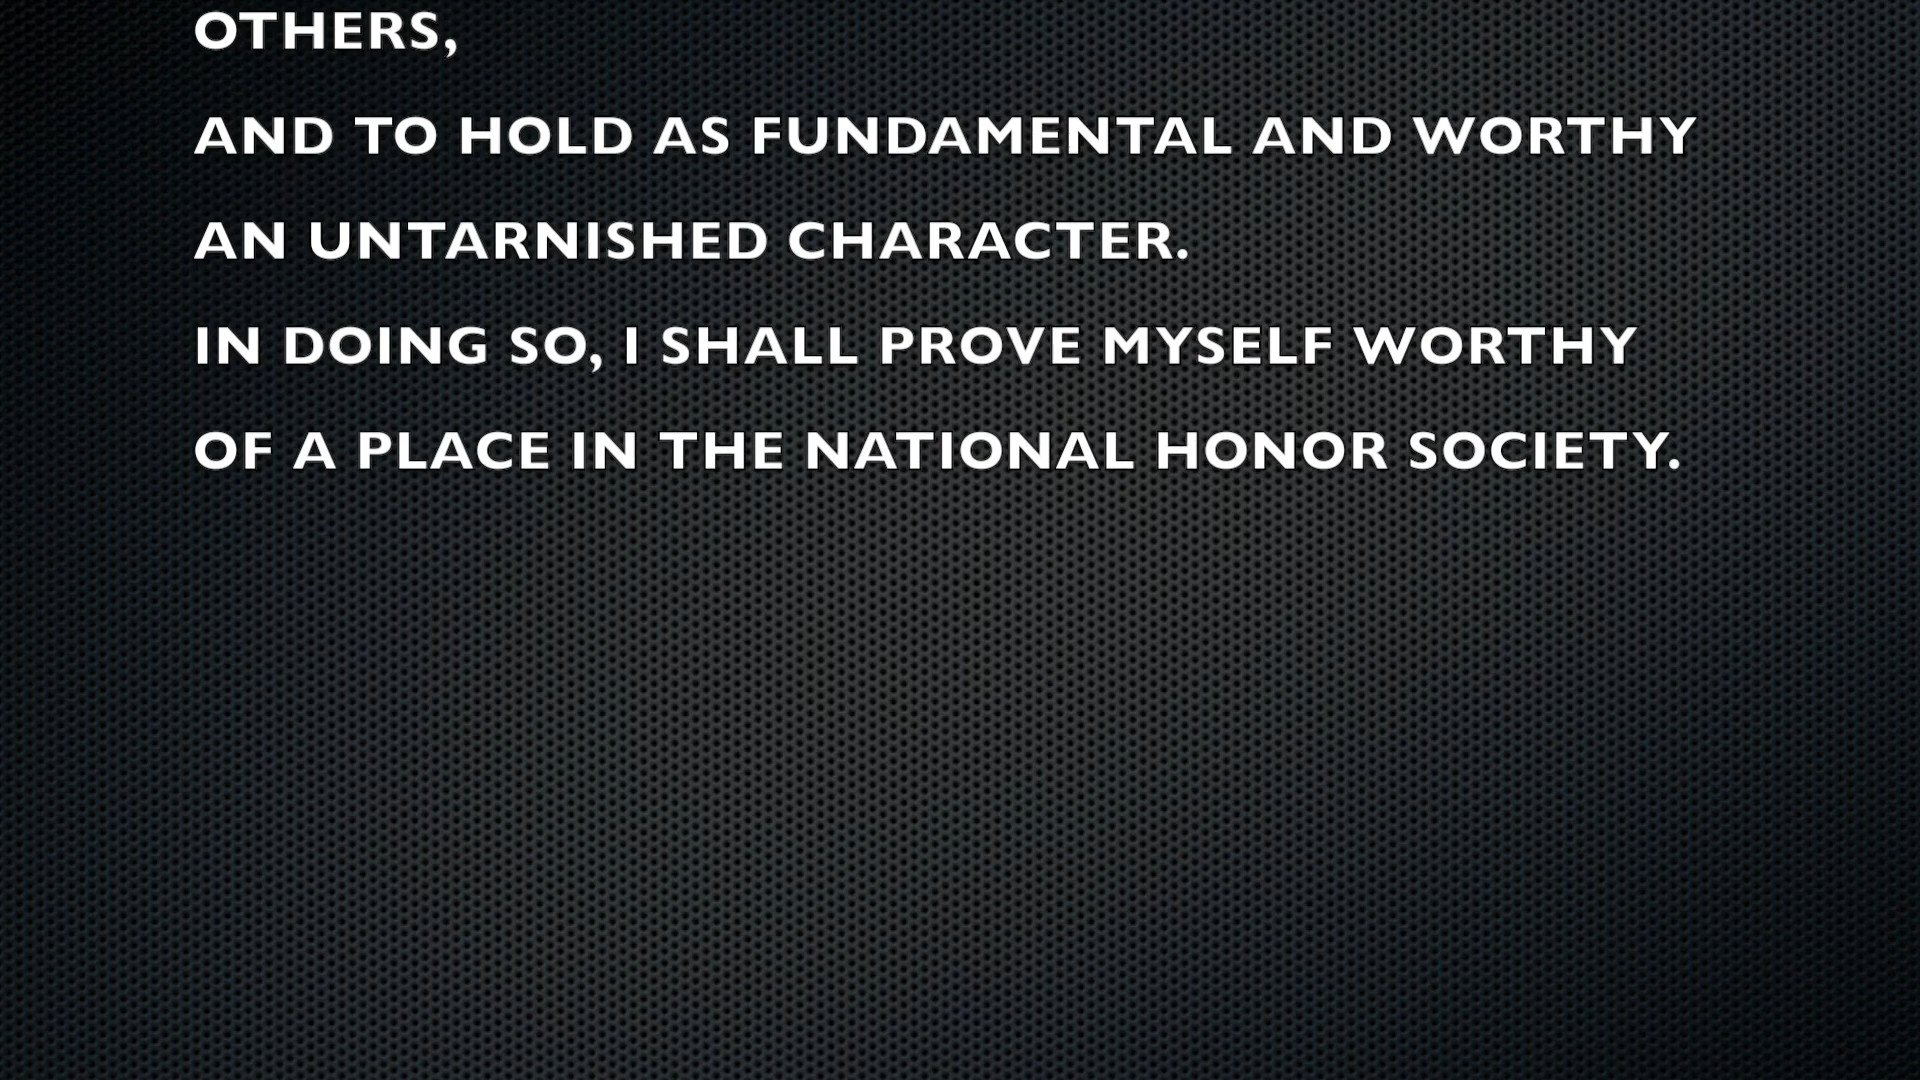 OTHERS,
AND TO HOLD AS FUNDAMENTAL AND WORTHY
AN UNTARNISHED CHARACTER.
IN DOING SO, I SHALL PROVE MYSELF WORTHY
OF A PLACE IN THE NATIONAL HONOR SOCIETY.